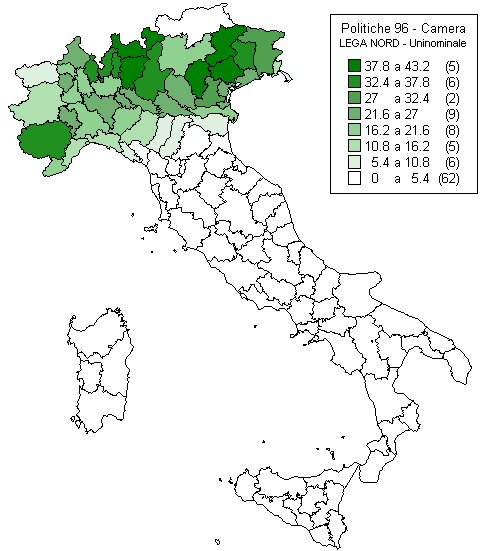 Politiche 96 - Camera
LEGA NORD - Uninominale
37.8 a 43.2 (5)
32.4 a 37.8 (6)
27 a 32.4 (2)
21.6 a 27 (9)
16.2 a 21.6 (8)
10.8 a 16.2 (5)
5.4 a 10.8 (6)
0 a 5.4 (62)